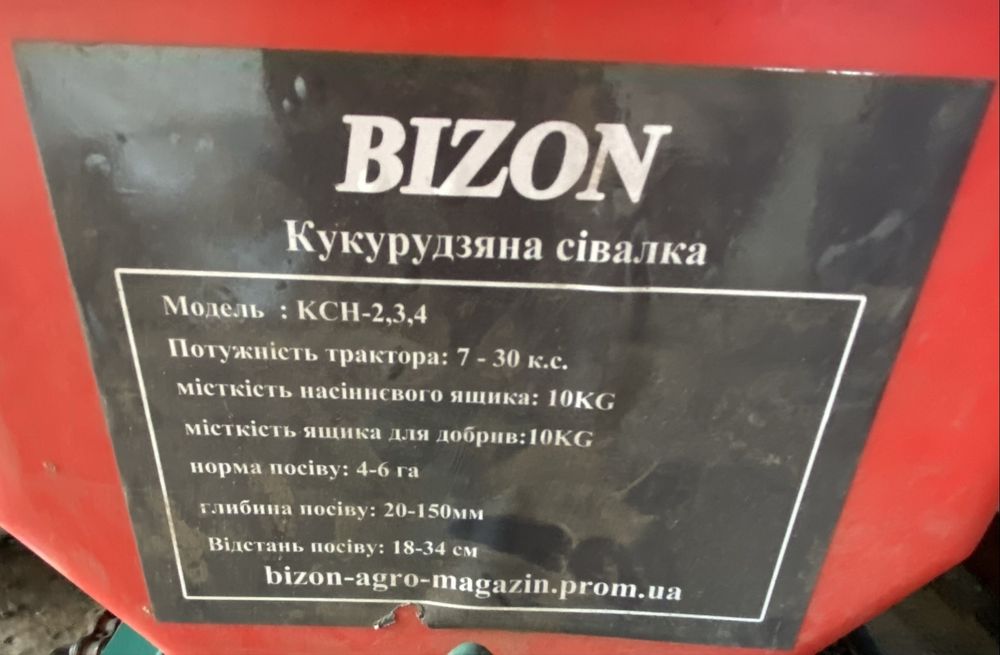 BIZON
Кукурудзяна сівалка
Модель : КСН-2,3,4
Потужність трактора: 7 - 30 к.с.
місткість насіннєвого ящика: 10KG
місткість ящика для добрив:10KG
норма посіву: 4-6 га
глибина посіву: 20-150мм
Відстань посіву: 18-34 см
bizon-agro-magazin.prom.ua